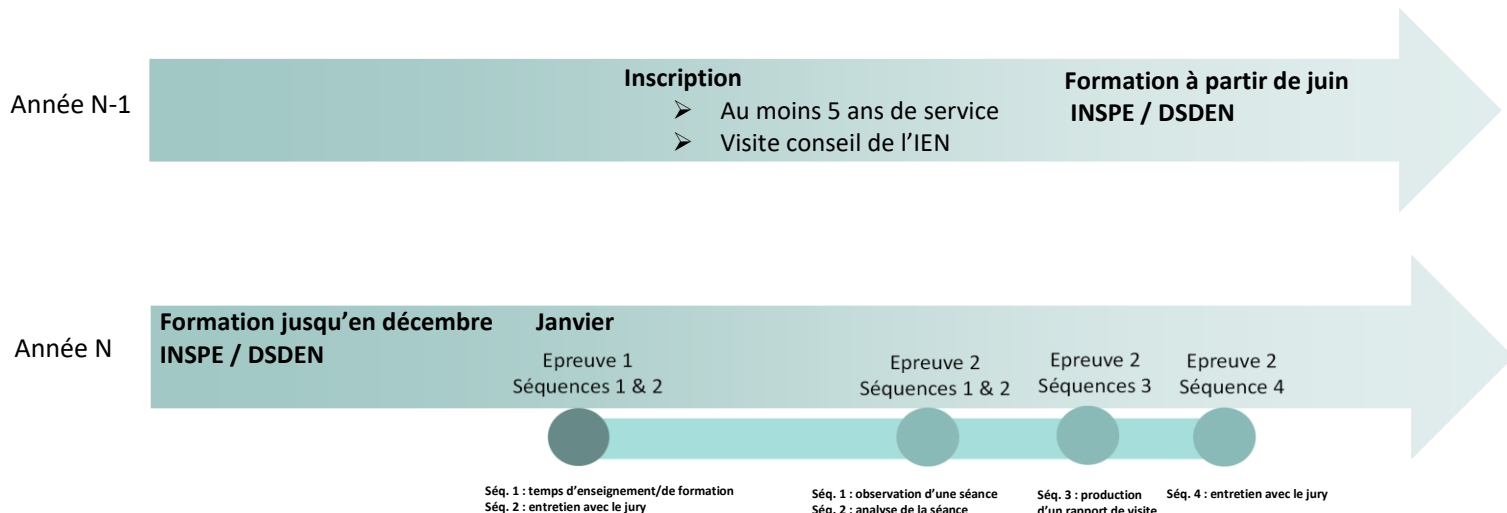 Année N-1
Inscription
➢ Au moins 5 ans de service
➢ Visite conseil de l'IEN
Formation à partir de juin
INSPE / DSDEN
Année N
Formation jusqu'en décembre
INSPE / DSDEN
Janvier
Epreuve 1
Séquences 1 & 2
Epreuve 2
Séquences 1 & 2
Epreuve 2
Séquences 3
Epreuve 2
Séquence 4
Séq. 1 : temps d'enseignement/de formation
Séq. 2 : entretien avec le jury
Séq. 1 : observation d'une séance
Séq. 2 : analyse de la séance
Séq. 3 : production
d'un rapport de visite
Séq. 4 : entretien avec le jury